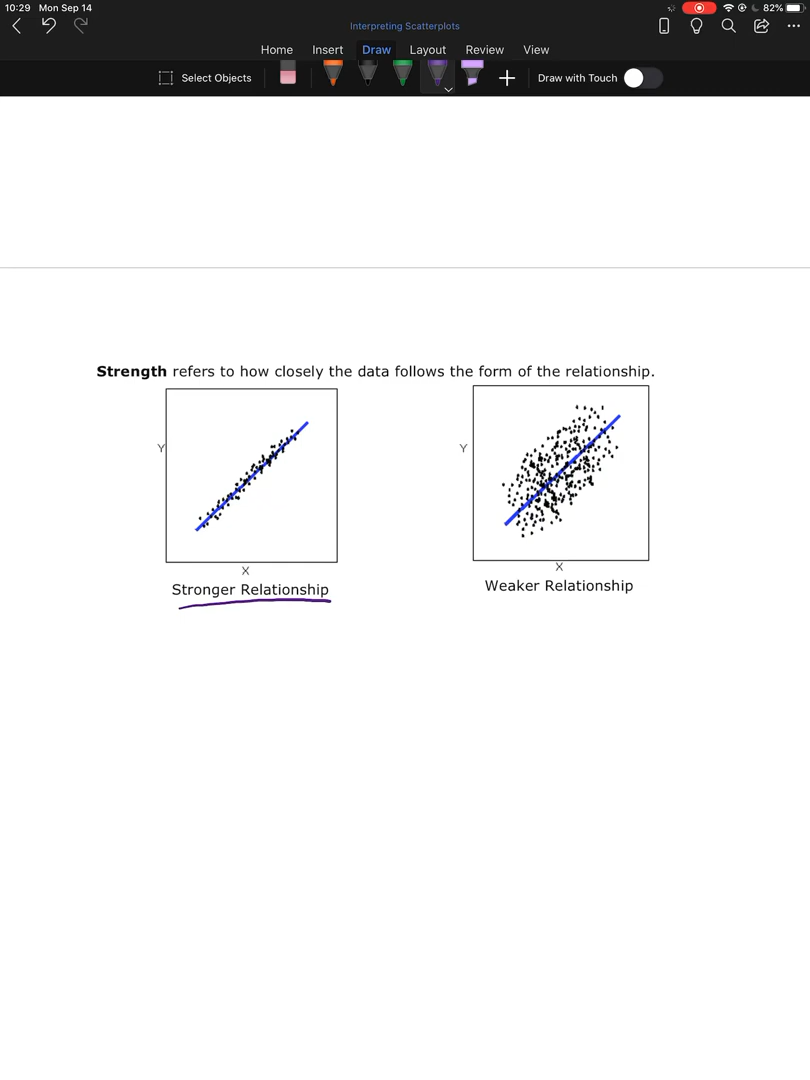 10:29 Mon Sep 14
82%
Interpreting Scatterplots
Home Insert Draw Layout Review View
Select Objects
Draw with Touch
Strength refers to how closely the data follows the form of the relationship.
Y
X
Stronger Relationship
Y
X
Weaker Relationship